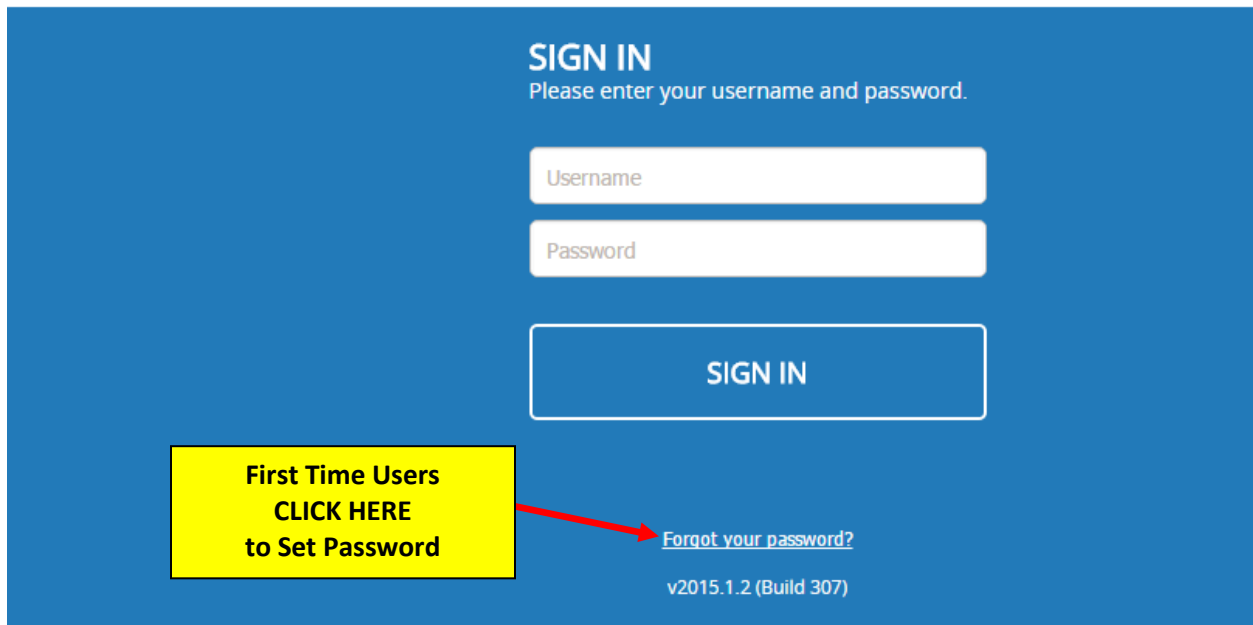 SIGN IN
Please enter your username and password.
Username
Password
SIGN IN
First Time Users
CLICK HERE
to Set Password
Forgot your password?
v2015.1.2 (Build 307)